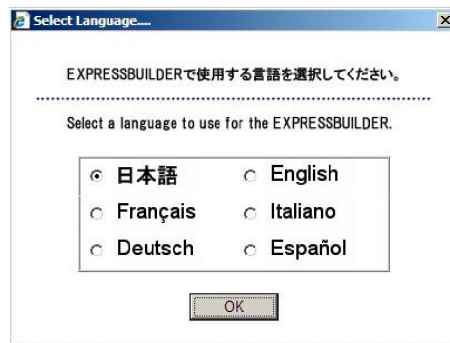 Select Language....
EXPRESSBUILDERで使用する言語を選択してください。
Select a language to use for the EXPRESSBUILDER.
日本語 English
Français Italiano
Deutsch Español
OK